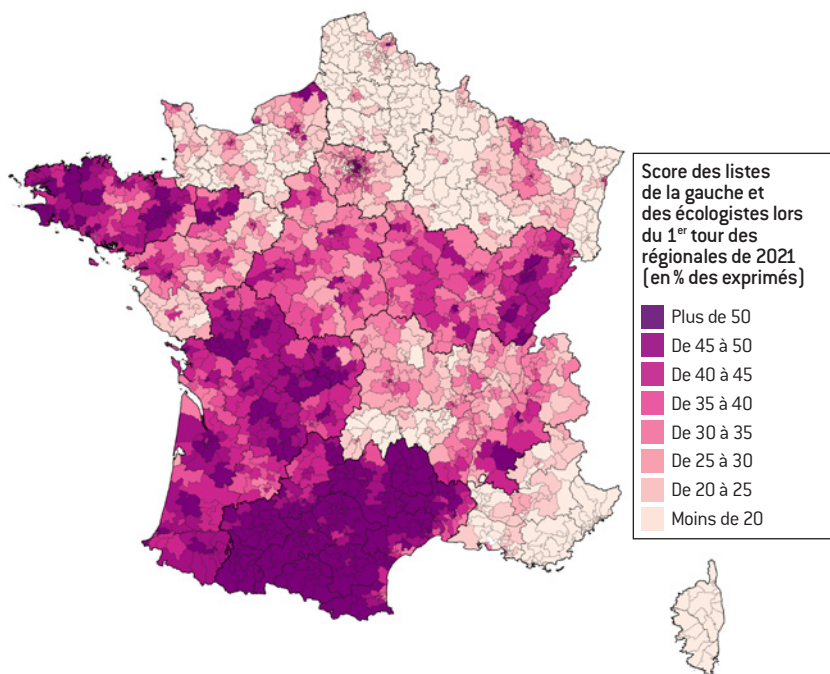 Score des listes
de la gauche et
des écologistes lors
du 1er tour des
régionales de 2021
(en % des exprimés)
Plus de 50
De 45 à 50
De 40 à 45
De 35 à 40
De 30 à 35
De 25 à 30
De 20 à 25
Moins de 20